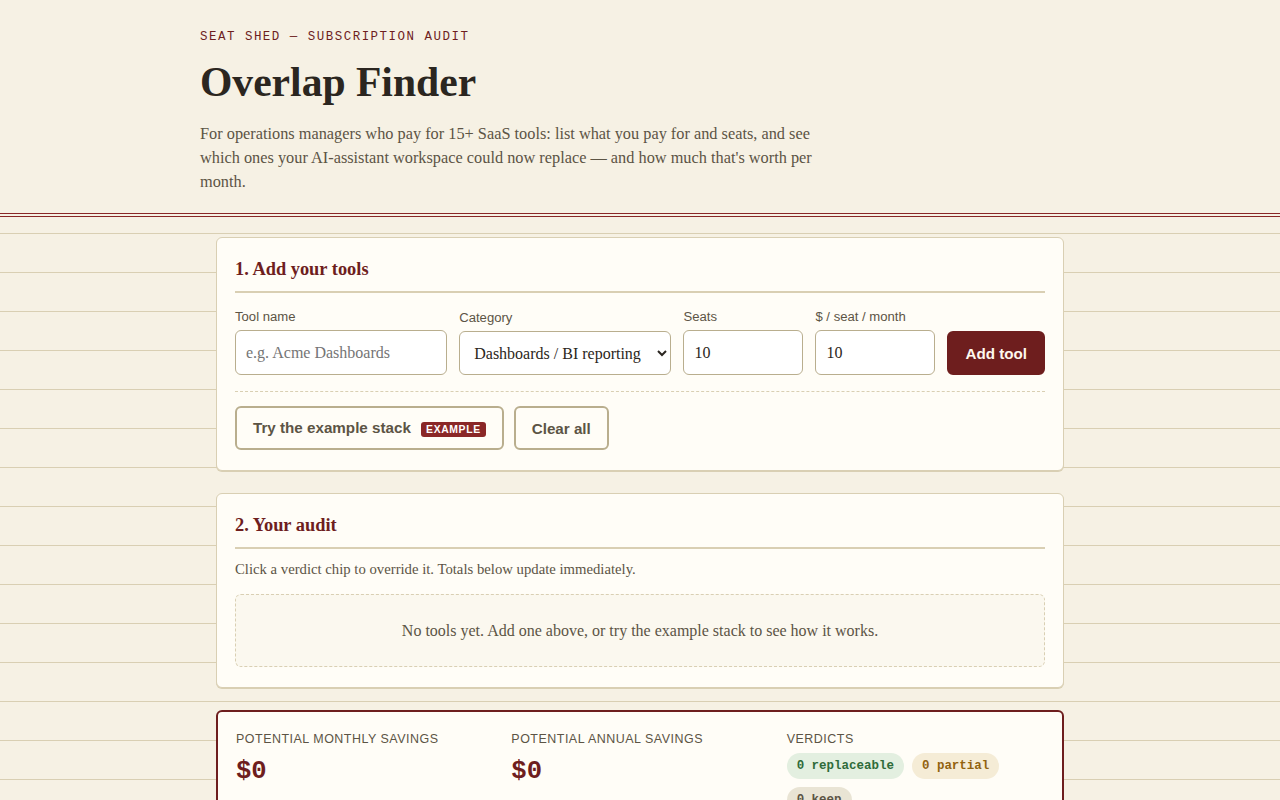 SEAT SHED — SUBSCRIPTION AUDIT
Overlap Finder
For operations managers who pay for 15+ SaaS tools: list what you pay for and seats, and see
which ones your AI-assistant workspace could now replace — and how much that's worth per
month.
1. Add your tools
Tool name Category Seats $ / seat / month
e.g. Acme Dashboards Dashboards / BI reporting 10 10 Add tool
Try the example stack EXAMPLE Clear all
2. Your audit
Click a verdict chip to override it. Totals below update immediately.
No tools yet. Add one above, or try the example stack to see how it works.
POTENTIAL MONTHLY SAVINGS POTENTIAL ANNUAL SAVINGS VERDICTS
$0 $0 0 replaceable 0 partial
0 keep